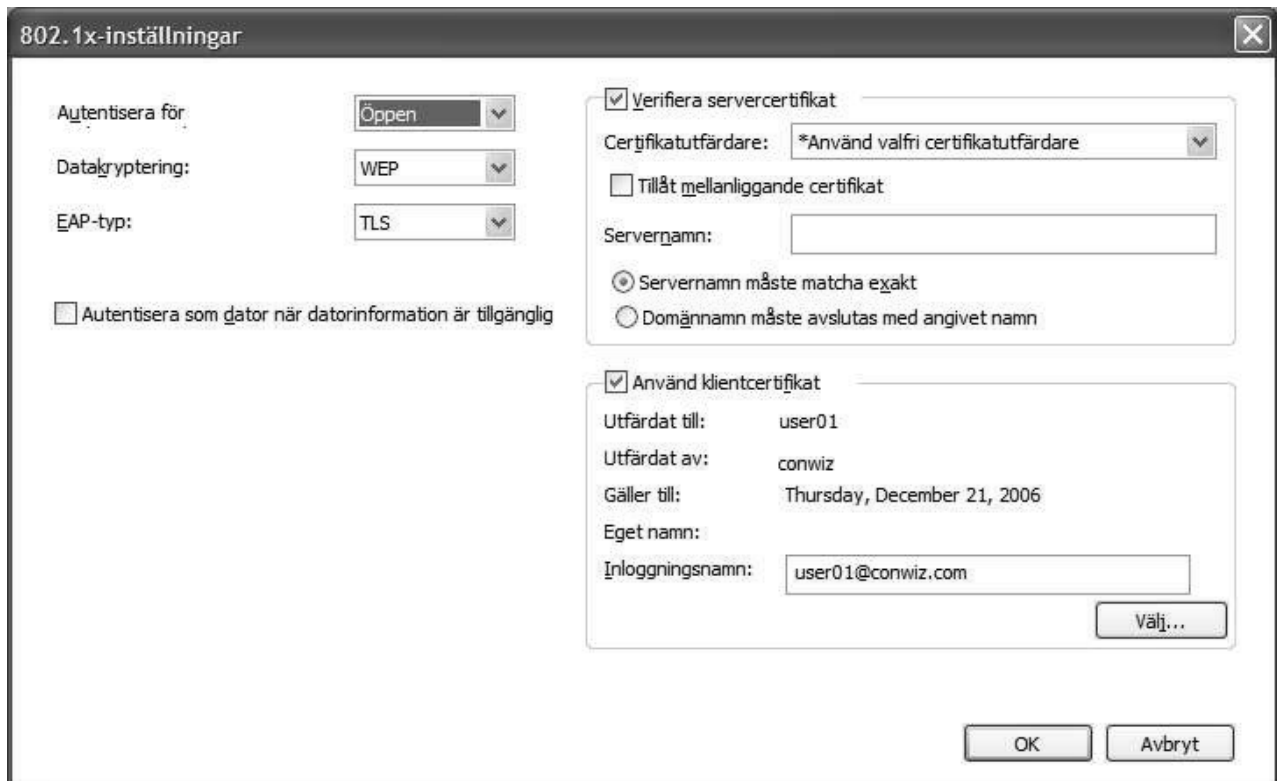 802.1x-inställningar
Autentisera för
Öppen
Datakryptering:
WEP
EAP-typ:
TLS
Autentisera som dator när datorinformation är tillgänglig
Verifiera servercertifikat
Certifikatutfärdare:
*Använd valfri certifikatutfärdare
Tillåt mellanliggande certifikat
Servernamn:
Servernamn måste matcha exakt
Domännamn måste avslutas med angivet namn
Använd klientcertifikat
Utfärdat till: user01
Utfärdat av: conwiz
Gäller till: Thursday, December 21, 2006
Eget namn:
Inloggningsnamn: user01@conwiz.com
Välj...
OK
Avbryt